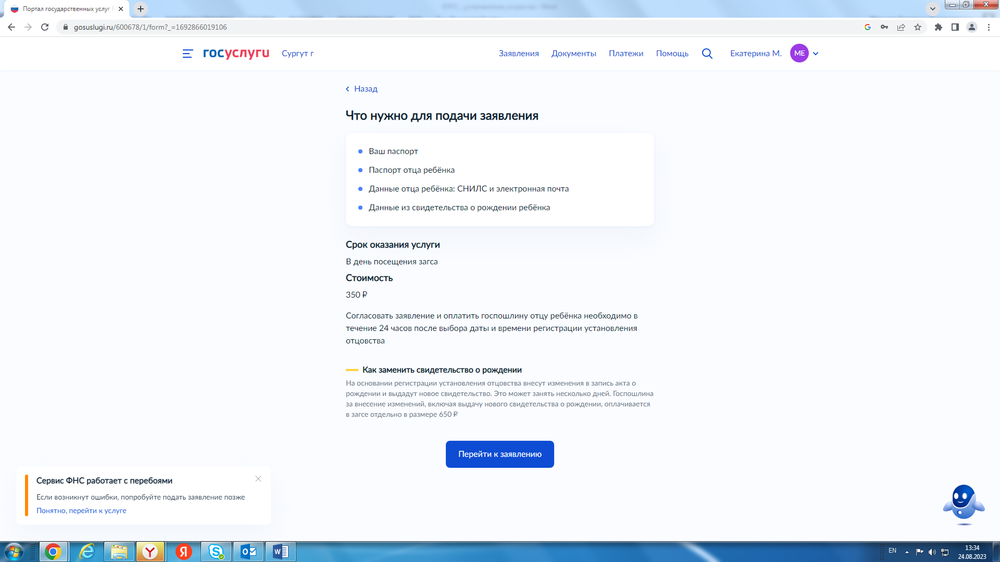 Портал государственных услуг
gosuslugi.ru/600678/1/form?_=1692866019106
госуслуги
Сургут г
Заявления
Документы
Платежи
Помощь
Екатерина М.
МЕ
Назад
Что нужно для подачи заявления
Ваш паспорт
Паспорт отца ребёнка
Данные отца ребёнка: СНИЛС и электронная почта
Данные из свидетельства о рождении ребёнка
Срок оказания услуги
В день посещения загса
Стоимость
350 ₽
Согласовать заявление и оплатить госпошлину отцу ребёнка необходимо в
течение 24 часов после выбора даты и времени регистрации установления
отцовства
Как заменить свидетельство о рождении
На основании регистрации установления отцовства внесут изменения в запись акта о
рождении и выдадут новое свидетельство. Это может занять несколько дней. Госпошлина
за внесение изменений, включая выдачу нового свидетельства о рождении, оплачивается
в загсе отдельно в размере 650 ₽
Перейти к заявлению
Сервис ФНС работает с перебоями
Если возникнут ошибки, попробуйте подать заявление позже
Понятно, перейти к услуге
EN
13:34
24.08.2023